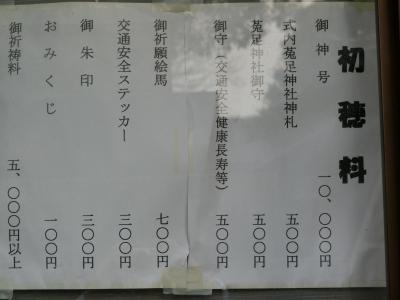 初穂料
御神号　一〇、〇〇〇円
式内菟足神社神札　五〇〇円
菟足神社御守　五〇〇円
御守（交通安全健康長寿等）　五〇〇円
御祈願絵馬　七〇〇円
交通安全ステッカー　三〇〇円
御朱印　三〇〇円
おみくじ　一〇〇円
御祈祷料　五、〇〇〇円以上